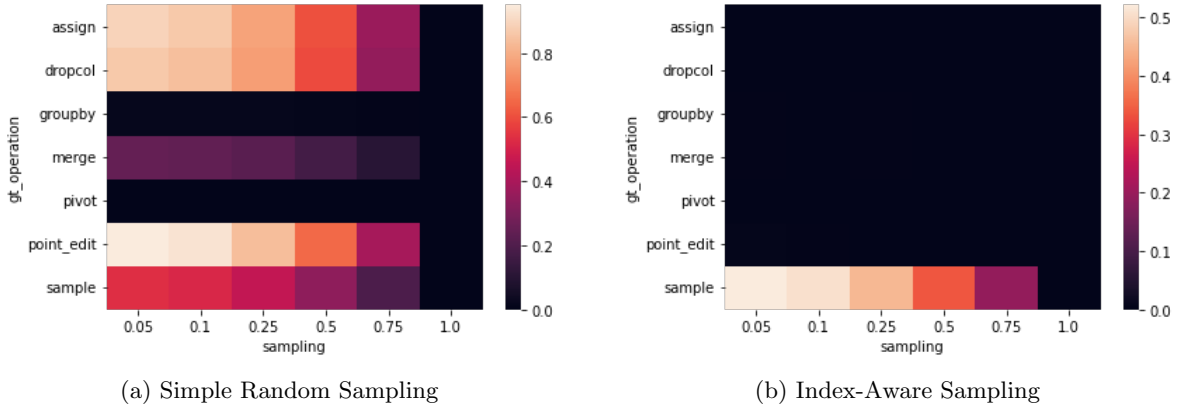 gt_operation
assign
dropcol
groupby
merge
pivot
point_edit
sample
0.05 0.1 0.25 0.5 0.75 1.0
sampling
0.8
0.6
0.4
0.2
0.0
(a) Simple Random Sampling
gt_operation
assign
dropcol
groupby
merge
pivot
point_edit
sample
0.05 0.1 0.25 0.5 0.75 1.0
sampling
0.5
0.4
0.3
0.2
0.1
0.0
(b) Index-Aware Sampling